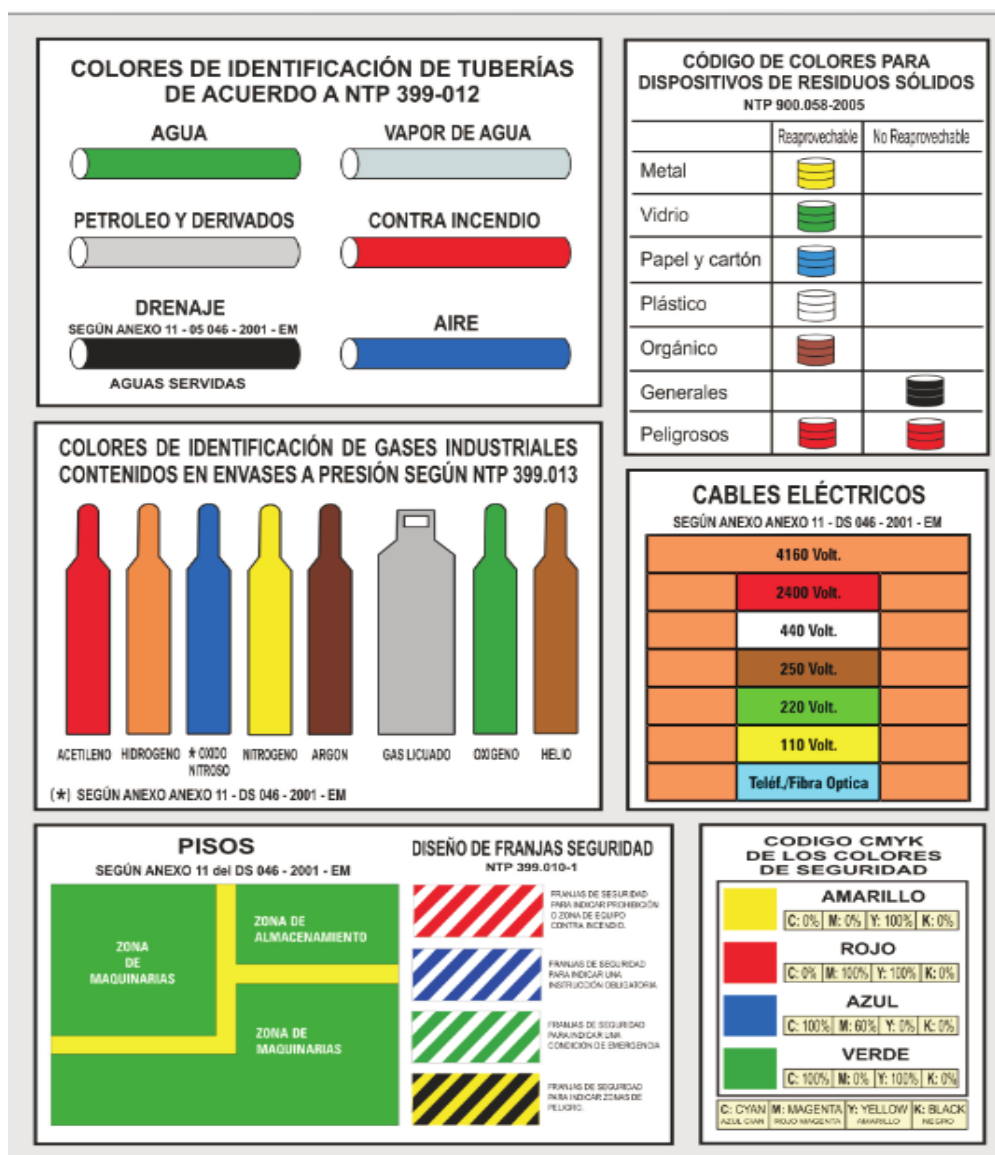 COLORES DE IDENTIFICACIÓN DE TUBERÍAS
DE ACUERDO A NTP 399-012
AGUA
VAPOR DE AGUA
PETROLEO Y DERIVADOS
CONTRA INCENDIO
DRENAJE
SEGÚN ANEXO 11 - 05 046 - 2001 - EM
AIRE
AGUAS SERVIDAS
CÓDIGO DE COLORES PARA
DISPOSITIVOS DE RESIDUOS SÓLIDOS
NTP 900.058-2005
Reaprovechable No Reaprovechable
Metal
Vidrio
Papel y cartón
Plástico
Orgánico
Generales
Peligrosos
COLORES DE IDENTIFICACIÓN DE GASES INDUSTRIALES
CONTENIDOS EN ENVASES A PRESIÓN SEGÚN NTP 399.013
ACETILENO HIDROGENO * OXIDO NITROGENO ARGON GAS LICUADO OXIGENO HELIO
NITROSO
(*) SEGÚN ANEXO ANEXO 11 - DS 046 - 2001 - EM
CABLES ELÉCTRICOS
SEGÚN ANEXO ANEXO 11 - DS 046 - 2001 - EM
4160 Volt.
2400 Volt.
440 Volt.
250 Volt.
220 Volt.
110 Volt.
Teléf./Fibra Optica
PISOS
SEGÚN ANEXO 11 del DS 046 - 2001 - EM
ZONA
DE
MAQUINARIAS
ZONA DE
ALMACENAMIENTO
ZONA DE
MAQUINARIAS
DISEÑO DE FRANJAS SEGURIDAD
NTP 399.010-1
FRANJAS DE SEGURIDAD
PARA INDICAR PROHIBICIÓN
O ZONA DE EQUIPO
CONTRA INCENDIO.
FRANJAS DE SEGURIDAD
PARA INDICAR UNA
INSTRUCCIÓN OBLIGATORIA
FRANJAS DE SEGURIDAD
PARA INDICAR UNA
CONDICIÓN DE EMERGENCIA
FRANJAS DE SEGURIDAD
PARA INDICAR ZONAS DE
PELIGRO.
CODIGO CMYK
DE LOS COLORES
DE SEGURIDAD
AMARILLO
C: 0% M: 0% Y: 100% K: 0%
ROJO
C: 0% M: 100% Y: 100% K: 0%
AZUL
C: 100% M: 60% Y: 0% K: 0%
VERDE
C: 100% M: 0% Y: 100% K: 0%
C: CYAN M: MAGENTA Y: YELLOW K: BLACK
AZUL CIAN ROJO MAGENTA AMARILLO NEGRO